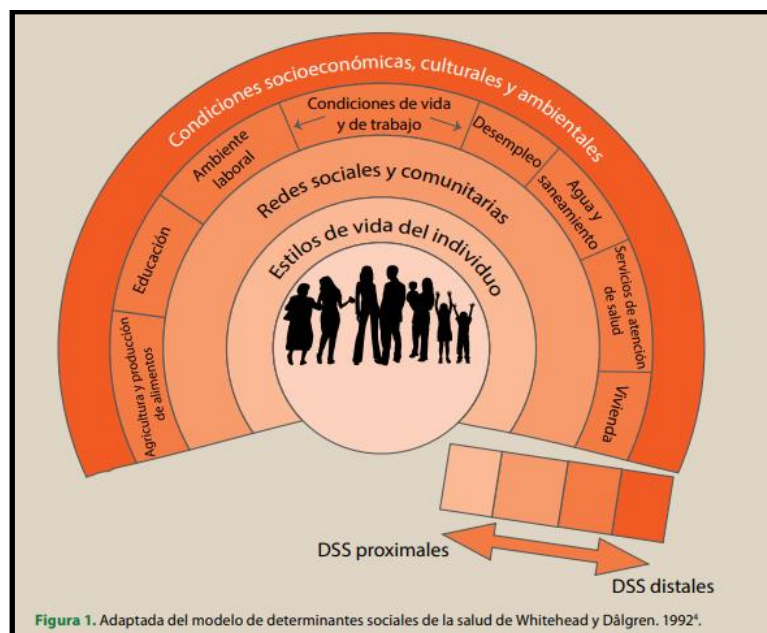 Condiciones socioeconómicas, culturales y ambientales
Condiciones de vida
y de trabajo
Agricultura y producción
de alimentos
Educación
Ambiente
laboral
Desempleo
Agua y
saneamiento
Servicios de atención
de salud
Vivienda
Redes sociales y comunitarias
Estilos de vida del individuo
DSS proximales
DSS distales
Figura 1. Adaptada del modelo de determinantes sociales de la salud de Whitehead y Dålgren. 1992⁴.